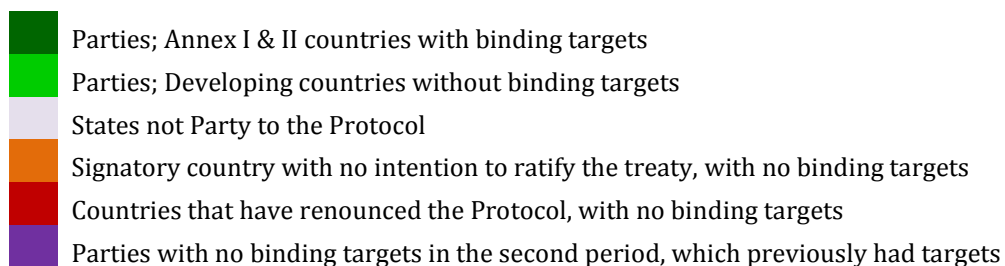 Parties; Annex I & II countries with binding targets
Parties; Developing countries without binding targets
States not Party to the Protocol
Signatory country with no intention to ratify the treaty, with no binding targets
Countries that have renounced the Protocol, with no binding targets
Parties with no binding targets in the second period, which previously had targets